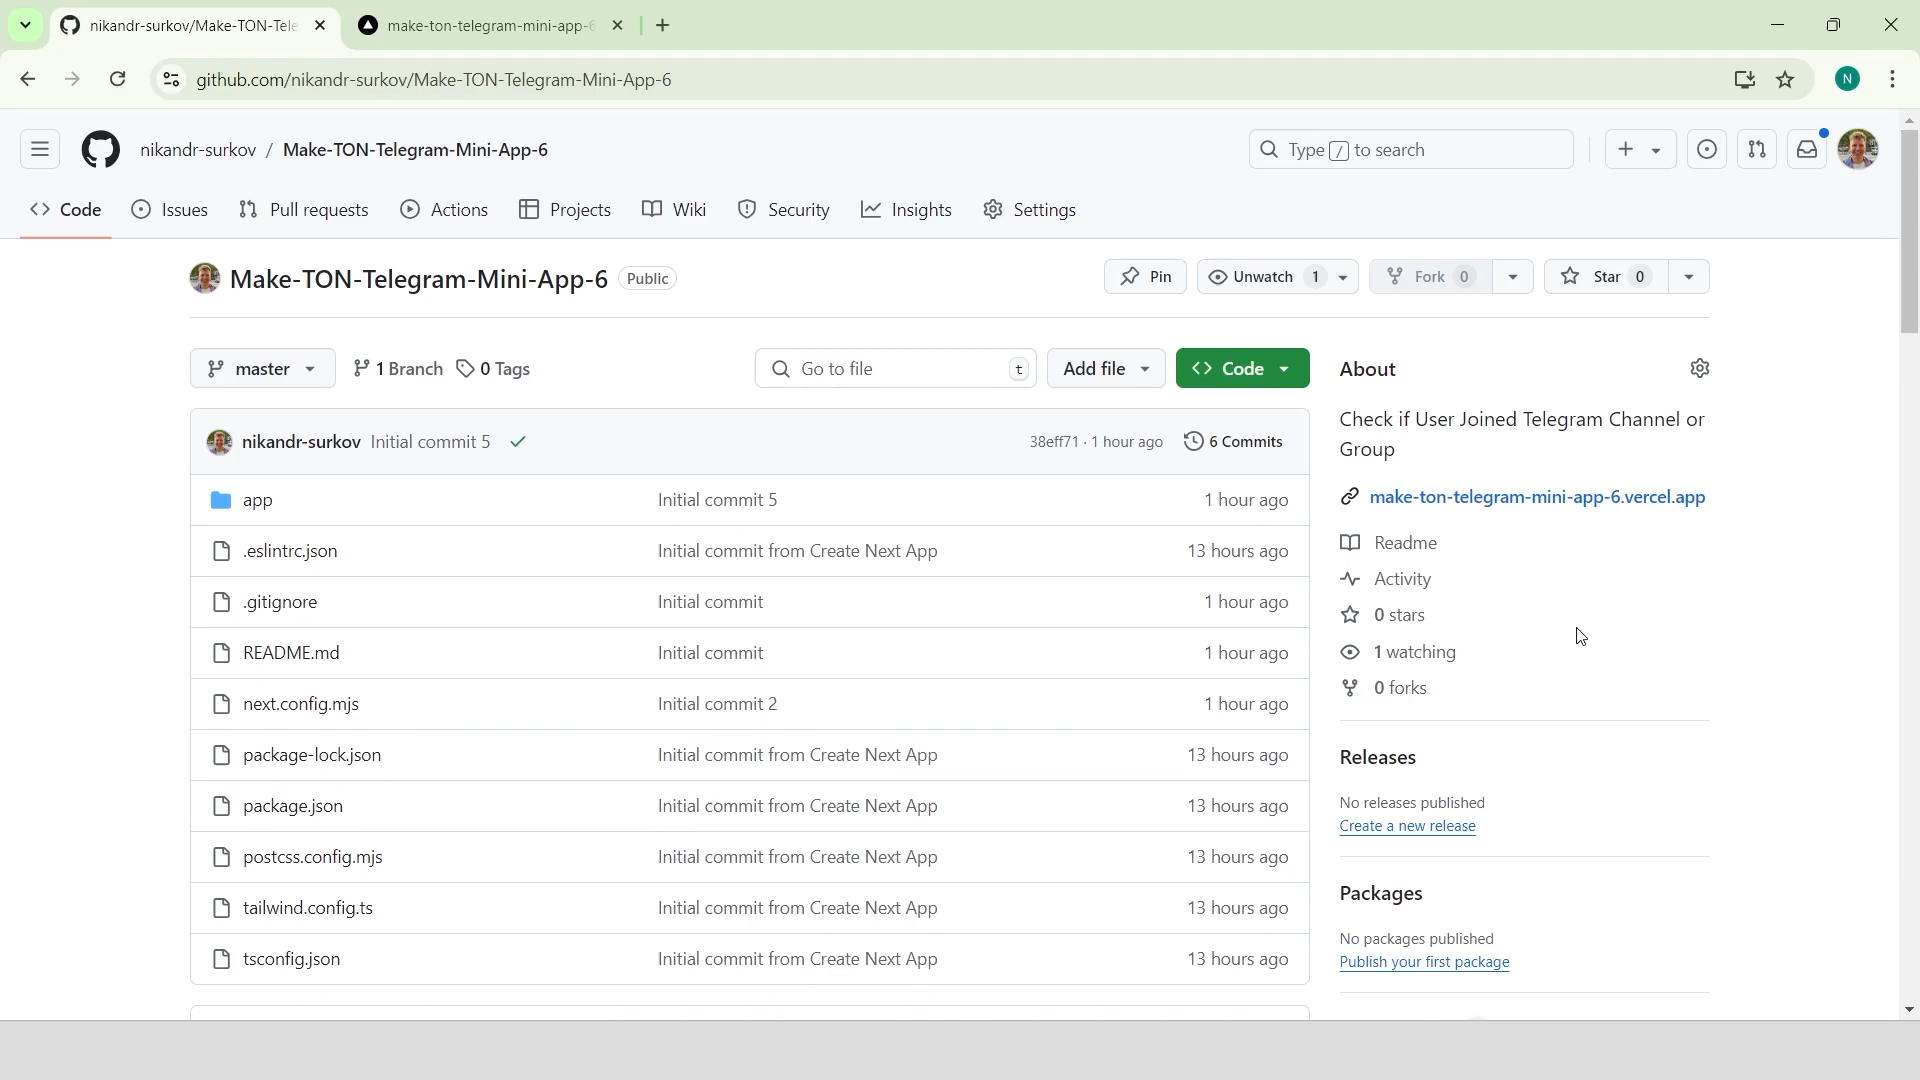 nikandr-surkov/Make-TON-Tele
make-ton-telegram-mini-app-6
github.com/nikandr-surkov/Make-TON-Telegram-Mini-App-6
N
nikandr-surkov / Make-TON-Telegram-Mini-App-6
Type / to search
Code
Issues
Pull requests
Actions
Projects
Wiki
Security
Insights
Settings
Make-TON-Telegram-Mini-App-6 Public
Pin
Unwatch 1
Fork 0
Star 0
master
1 Branch
0 Tags
Go to file t
Add file
Code
nikandr-surkov Initial commit 5
38eff71 · 1 hour ago
6 Commits
app Initial commit 5 1 hour ago
.eslintrc.json Initial commit from Create Next App 13 hours ago
.gitignore Initial commit 1 hour ago
README.md Initial commit 1 hour ago
next.config.mjs Initial commit 2 1 hour ago
package-lock.json Initial commit from Create Next App 13 hours ago
package.json Initial commit from Create Next App 13 hours ago
postcss.config.mjs Initial commit from Create Next App 13 hours ago
tailwind.config.ts Initial commit from Create Next App 13 hours ago
tsconfig.json Initial commit from Create Next App 13 hours ago
About
Check if User Joined Telegram Channel or
Group
make-ton-telegram-mini-app-6.vercel.app
Readme
Activity
0 stars
1 watching
0 forks
Releases
No releases published
Create a new release
Packages
No packages published
Publish your first package